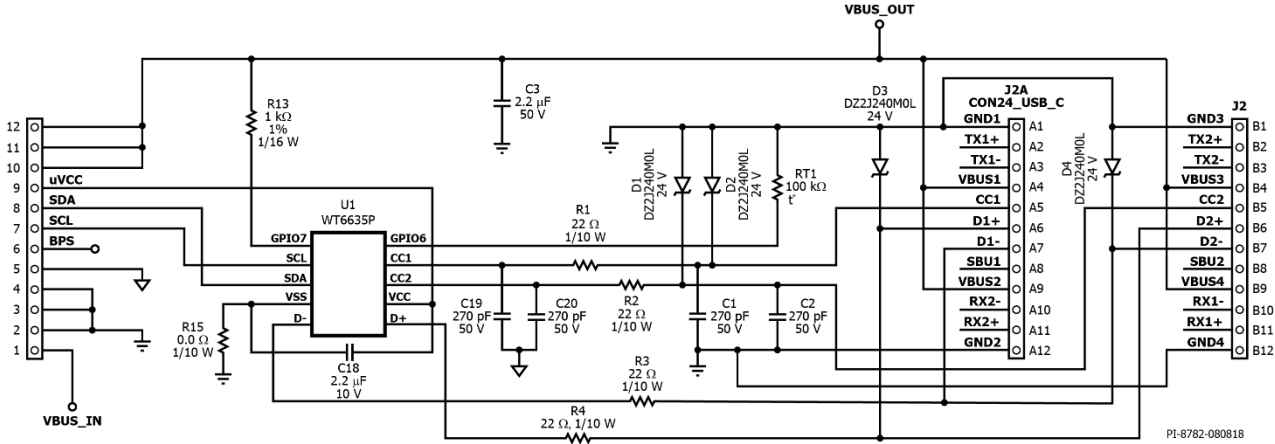 VBUS_OUT
C3
2.2 μF
50 V
R13
1 kΩ
1%
1/16 W
D3
DZ2J240M0L
24 V
J2A
CON24_USB_C
J2
12
11
10
9
8
7
6
5
4
3
2
1
uVCC
SDA
SCL
BPS
VBUS_IN
U1
WT6635P
GPIO7
SCL
SDA
VSS
D-
GPIO6
CC1
CC2
VCC
D+
R15
0.0 Ω
1/10 W
C18
2.2 μF
10 V
R1
22 Ω
1/10 W
R2
22 Ω
1/10 W
C19
270 pF
50 V
C20
270 pF
50 V
D1
DZ2J240M0L
24 V
D2
DZ2J240M0L
24 V
RT1
100 kΩ
t°
C1
270 pF
50 V
C2
270 pF
50 V
R3
22 Ω
1/10 W
R4
22 Ω, 1/10 W
D4
DZ2J240M0L
24 V
GND1 A1
TX1+ A2
TX1- A3
VBUS1 A4
CC1 A5
D1+ A6
D1- A7
SBU1 A8
VBUS2 A9
RX2- A10
RX2+ A11
GND2 A12
GND3 B1
TX2+ B2
TX2- B3
VBUS3 B4
CC2 B5
D2+ B6
D2- B7
SBU2 B8
VBUS4 B9
RX1- B10
RX1+ B11
GND4 B12
PI-8782-080818